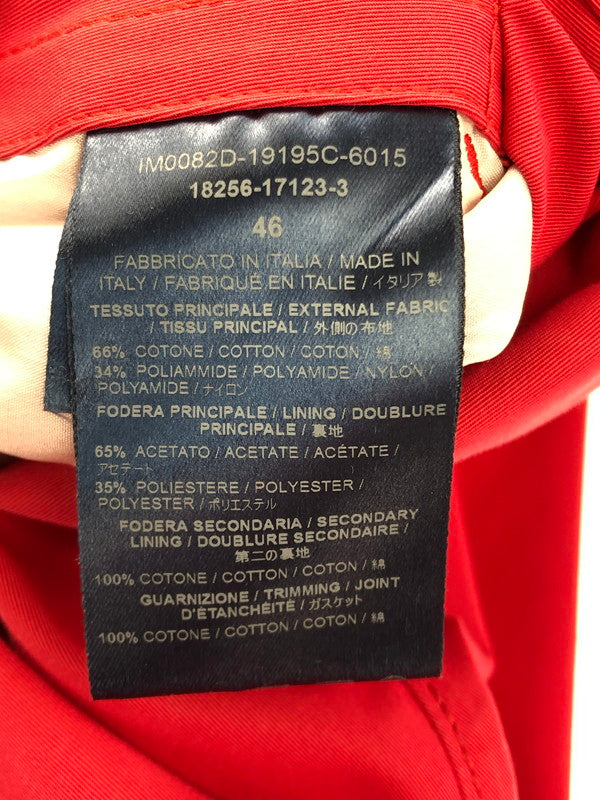 IM0082D-19195C-6015
18256-17123-3
46
FABBRICATO IN ITALIA / MADE IN
ITALY / FABRIQUÉ EN ITALIE / イタリア製
TESSUTO PRINCIPALE / EXTERNAL FABRIC
/ TISSU PRINCIPAL / 外側の布地
66% COTONE / COTTON / COTON / 綿
34% POLIAMMIDE / POLYAMIDE / NYLON /
POLYAMIDE / ナイロン
FODERA PRINCIPALE / LINING / DOUBLURE
PRINCIPALE / 裏地
65% ACETATO / ACETATE / ACÉTATE /
アセテート
35% POLIESTERE / POLYESTER /
POLYESTER / ポリエステル
FODERA SECONDARIA / SECONDARY
LINING / DOUBLURE SECONDAIRE /
第二の裏地
100% COTONE / COTTON / COTON / 綿
GUARNIZIONE / TRIMMING / JOINT
D'ÉTANCHÉITÉ / ガスケット
100% COTONE / COTTON / COTON / 綿